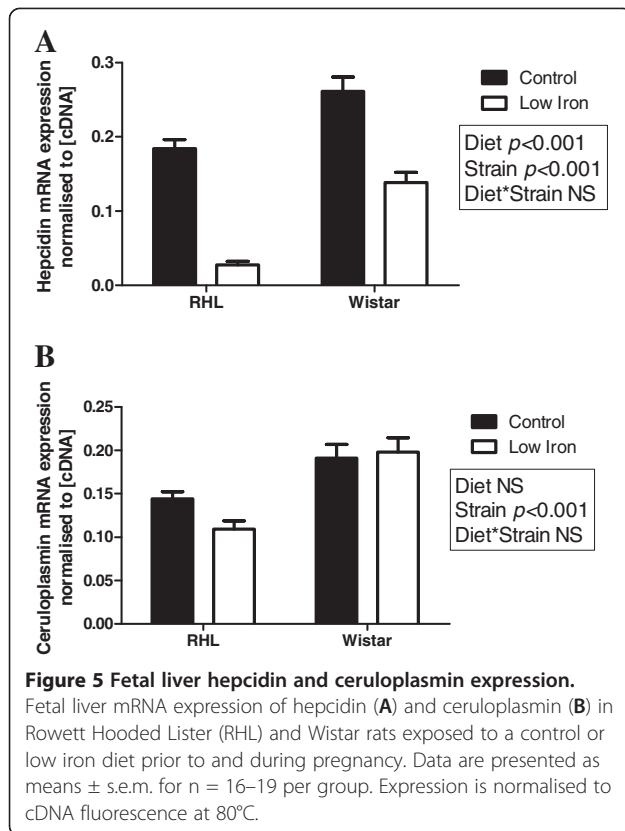 A
Hepcidin mRNA expression
normalised to [cDNA]
0.3
0.2
0.1
0.0
RHL
Wistar
Control
Low Iron
Diet p<0.001
Strain p<0.001
Diet*Strain NS
B
Ceruloplasmin mRNA expression
normalised to [cDNA]
0.25
0.20
0.15
0.10
0.05
0.00
RHL
Wistar
Control
Low Iron
Diet NS
Strain p<0.001
Diet*Strain NS
Figure 5 Fetal liver hepcidin and ceruloplasmin expression.
Fetal liver mRNA expression of hepcidin (A) and ceruloplasmin (B) in
Rowett Hooded Lister (RHL) and Wistar rats exposed to a control or
low iron diet prior to and during pregnancy. Data are presented as
means ± s.e.m. for n = 16–19 per group. Expression is normalised to
cDNA fluorescence at 80°C.